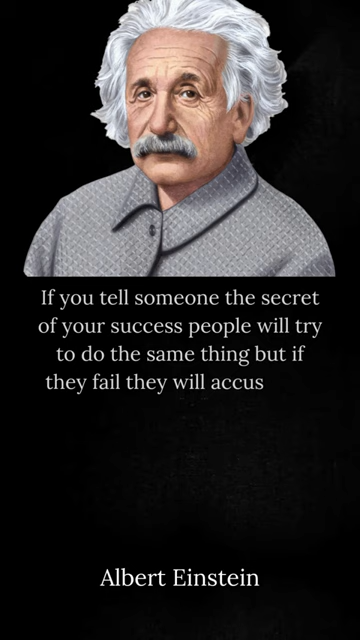 If you tell someone the secret
of your success people will try
to do the same thing but if
they fail they will accus
Albert Einstein